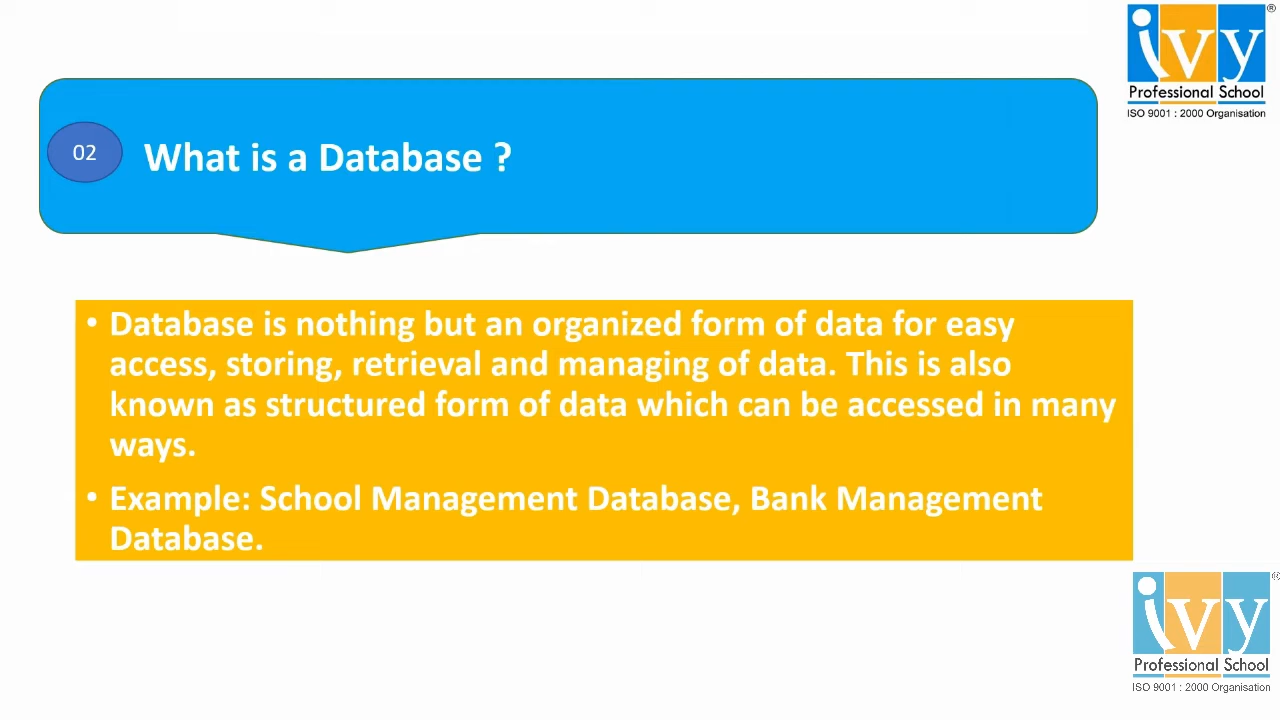 ivy
®
Professional School
ISO 9001 : 2000 Organisation
02
What is a Database ?
• Database is nothing but an organized form of data for easy
access, storing, retrieval and managing of data. This is also
known as structured form of data which can be accessed in many
ways.
• Example: School Management Database, Bank Management
Database.
ivy
®
Professional School
ISO 9001 : 2000 Organisation